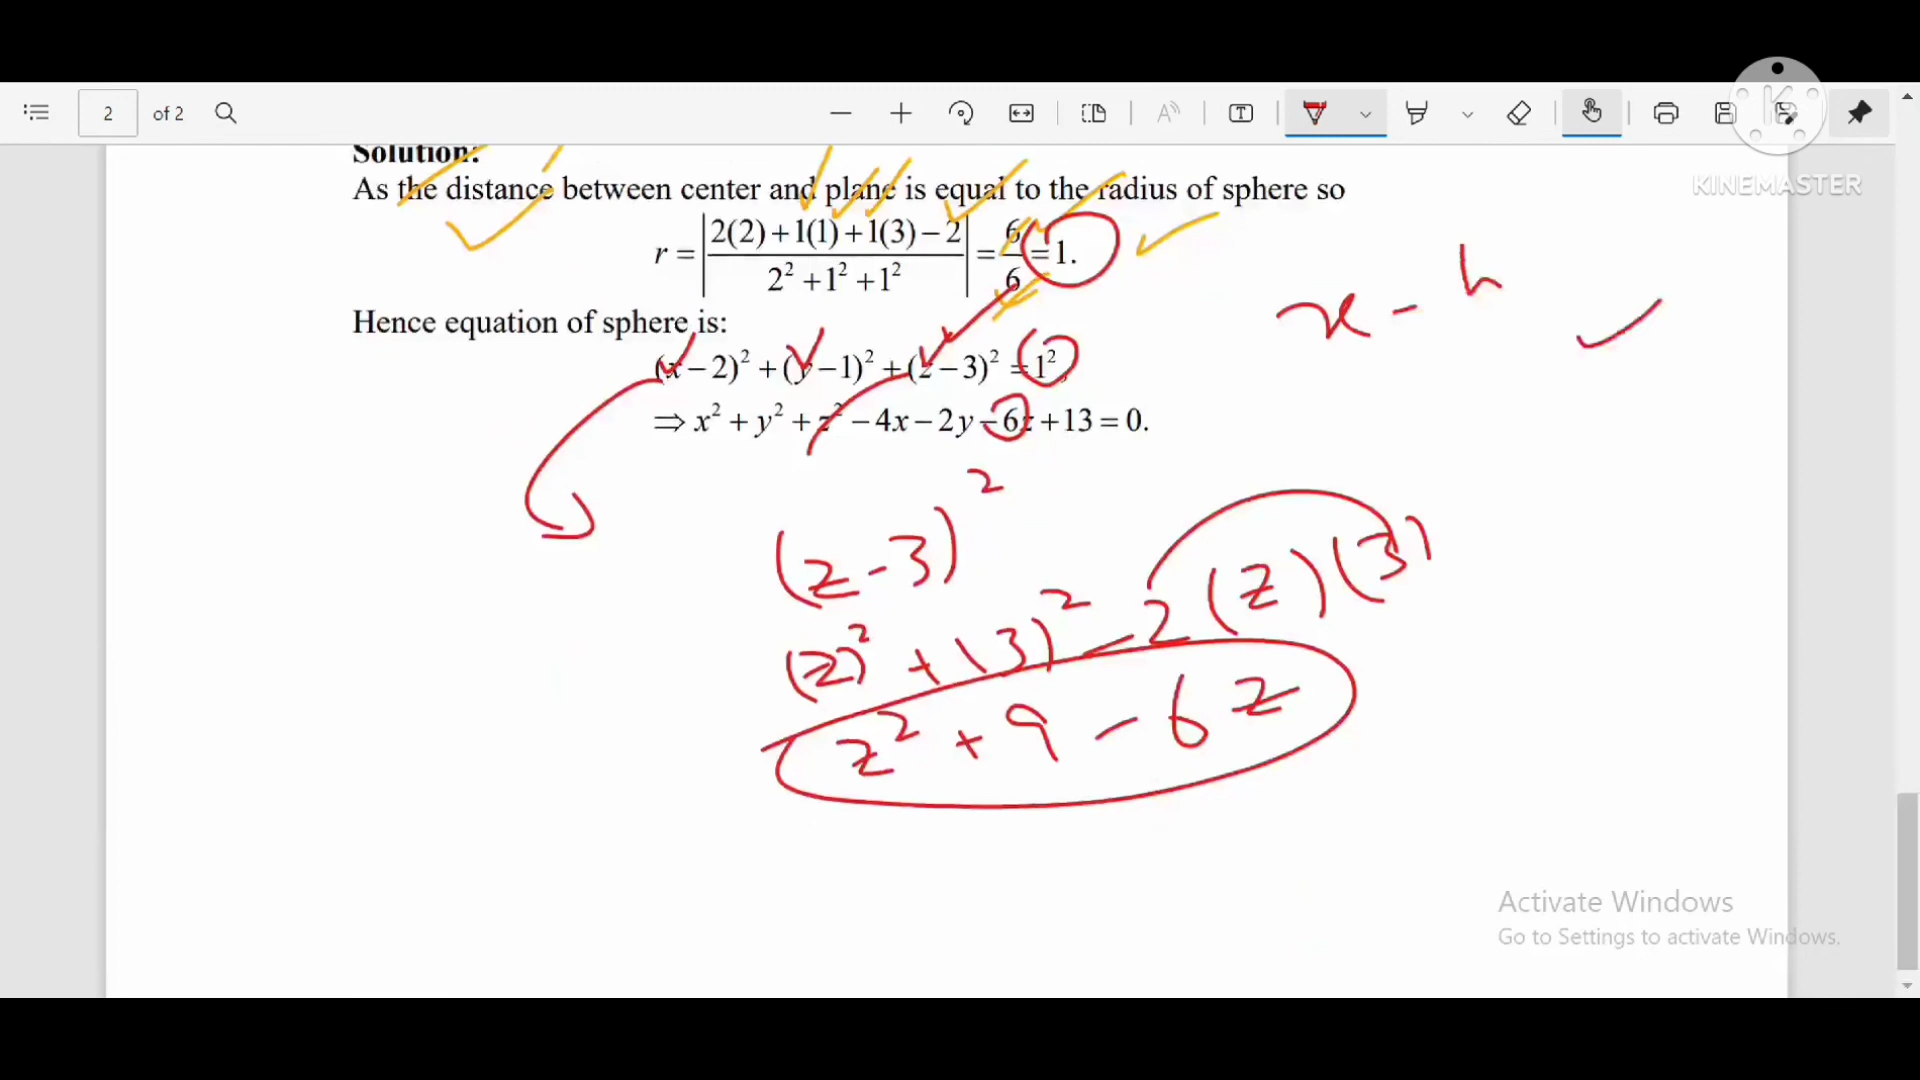 2 of 2
KINEMASTER
Solution:
As the distance between center and plane is equal to the radius of sphere so
r = |2(2)+1(1)+1(3)−2 / 2²+1²+1²| = 6/6 = 1.
Hence equation of sphere is:
(x−2)² + (y−1)² + (z−3)² = 1²,
⇒ x² + y² + z² − 4x − 2y − 6z + 13 = 0.
x - h
(z - 3)²
(z)² + (3)² - 2(z)(3)
z² + 9 - 6z
Activate Windows
Go to Settings to activate Windows.